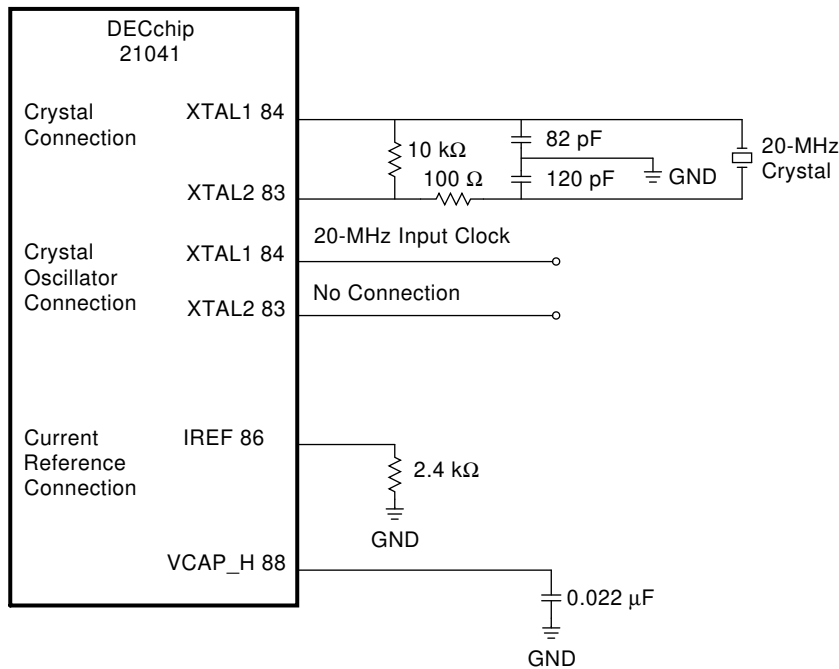 DECchip
21041
Crystal
Connection
XTAL1 84
10 kΩ
82 pF
20-MHz
Crystal
GND
100 Ω
120 pF
XTAL2 83
Crystal
Oscillator
Connection
XTAL1 84
20-MHz Input Clock
XTAL2 83
No Connection
Current
Reference
Connection
IREF 86
2.4 kΩ
GND
VCAP_H 88
0.022 μF
GND